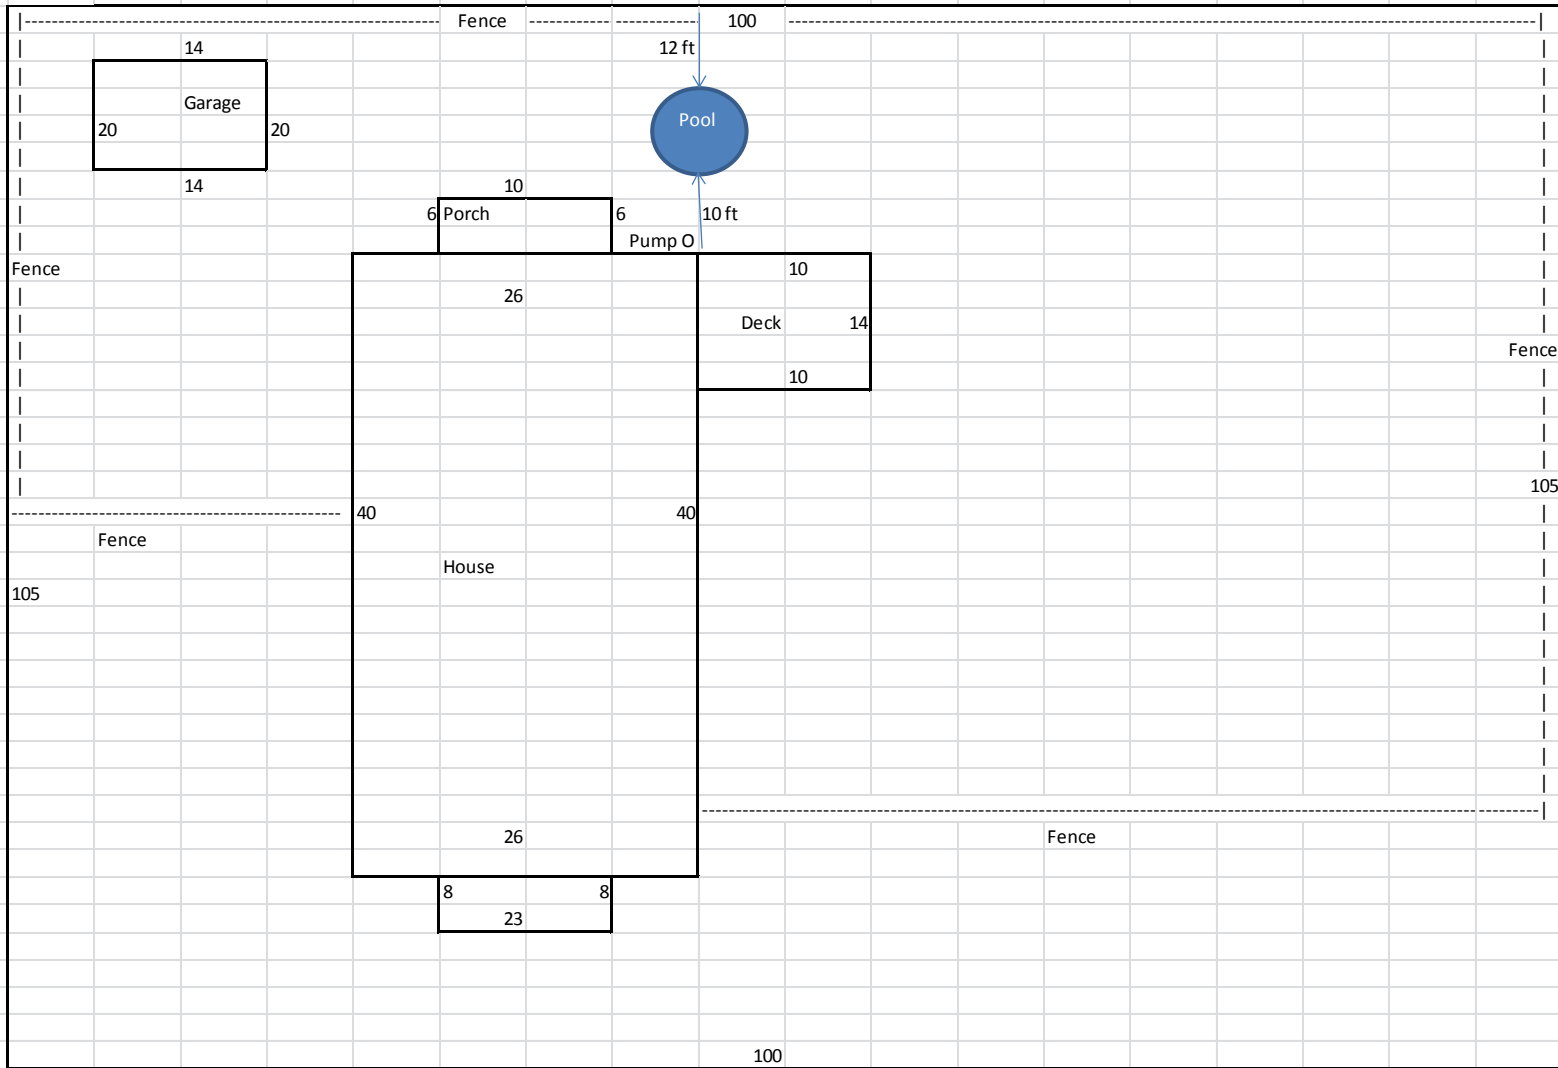 Fence 100
14 12 ft
Garage Pool
20 20
14 10
6 Porch 6 10 ft
Pump O
Fence 10
26
Deck 14
Fence
10
105
40 40
Fence
House
105
26 Fence
8 8
23
100